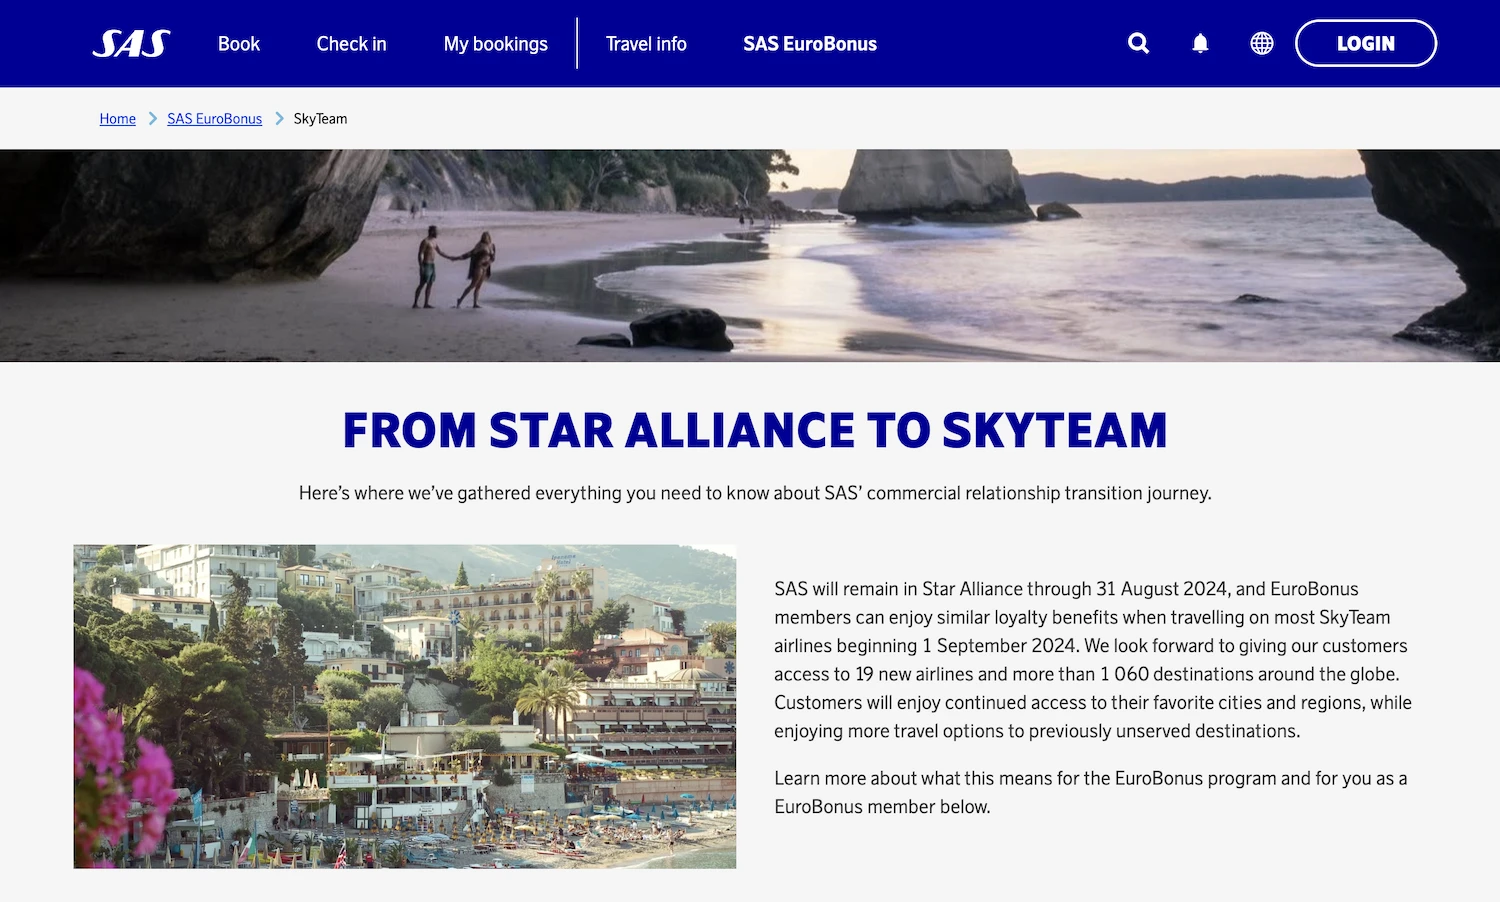 SAS
Book
Check in
My bookings
Travel info
SAS EuroBonus
LOGIN
Home
SAS EuroBonus
SkyTeam
FROM STAR ALLIANCE TO SKYTEAM
Here’s where we’ve gathered everything you need to know about SAS’ commercial relationship transition journey.
SAS will remain in Star Alliance through 31 August 2024, and EuroBonus
members can enjoy similar loyalty benefits when travelling on most SkyTeam
airlines beginning 1 September 2024. We look forward to giving our customers
access to 19 new airlines and more than 1 060 destinations around the globe.
Customers will enjoy continued access to their favorite cities and regions, while
enjoying more travel options to previously unserved destinations.
Learn more about what this means for the EuroBonus program and for you as a
EuroBonus member below.